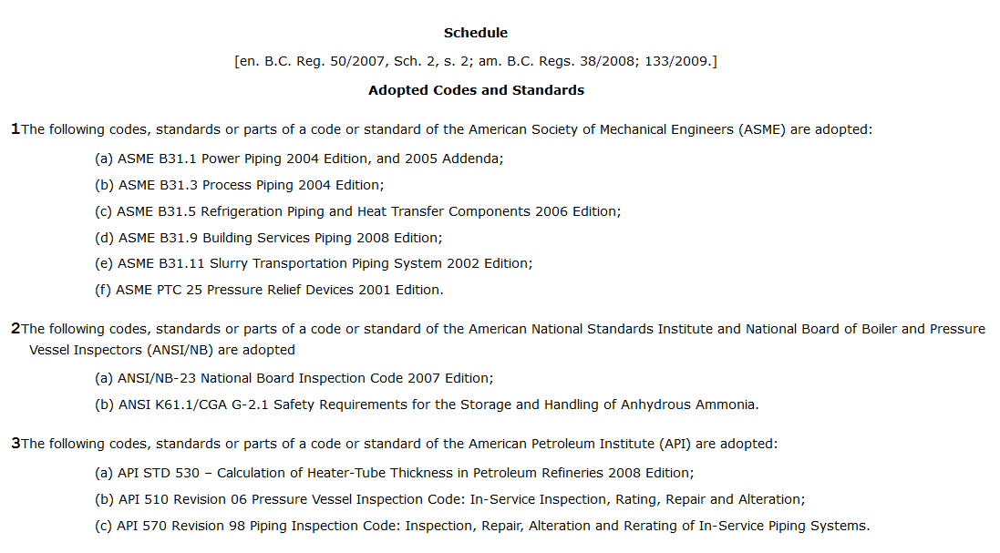 Schedule
[en. B.C. Reg. 50/2007, Sch. 2, s. 2; am. B.C. Regs. 38/2008; 133/2009.]
Adopted Codes and Standards
1The following codes, standards or parts of a code or standard of the American Society of Mechanical Engineers (ASME) are adopted:
(a) ASME B31.1 Power Piping 2004 Edition, and 2005 Addenda;
(b) ASME B31.3 Process Piping 2004 Edition;
(c) ASME B31.5 Refrigeration Piping and Heat Transfer Components 2006 Edition;
(d) ASME B31.9 Building Services Piping 2008 Edition;
(e) ASME B31.11 Slurry Transportation Piping System 2002 Edition;
(f) ASME PTC 25 Pressure Relief Devices 2001 Edition.
2The following codes, standards or parts of a code or standard of the American National Standards Institute and National Board of Boiler and Pressure
Vessel Inspectors (ANSI/NB) are adopted
(a) ANSI/NB-23 National Board Inspection Code 2007 Edition;
(b) ANSI K61.1/CGA G-2.1 Safety Requirements for the Storage and Handling of Anhydrous Ammonia.
3The following codes, standards or parts of a code or standard of the American Petroleum Institute (API) are adopted:
(a) API STD 530 – Calculation of Heater-Tube Thickness in Petroleum Refineries 2008 Edition;
(b) API 510 Revision 06 Pressure Vessel Inspection Code: In-Service Inspection, Rating, Repair and Alteration;
(c) API 570 Revision 98 Piping Inspection Code: Inspection, Repair, Alteration and Rerating of In-Service Piping Systems.